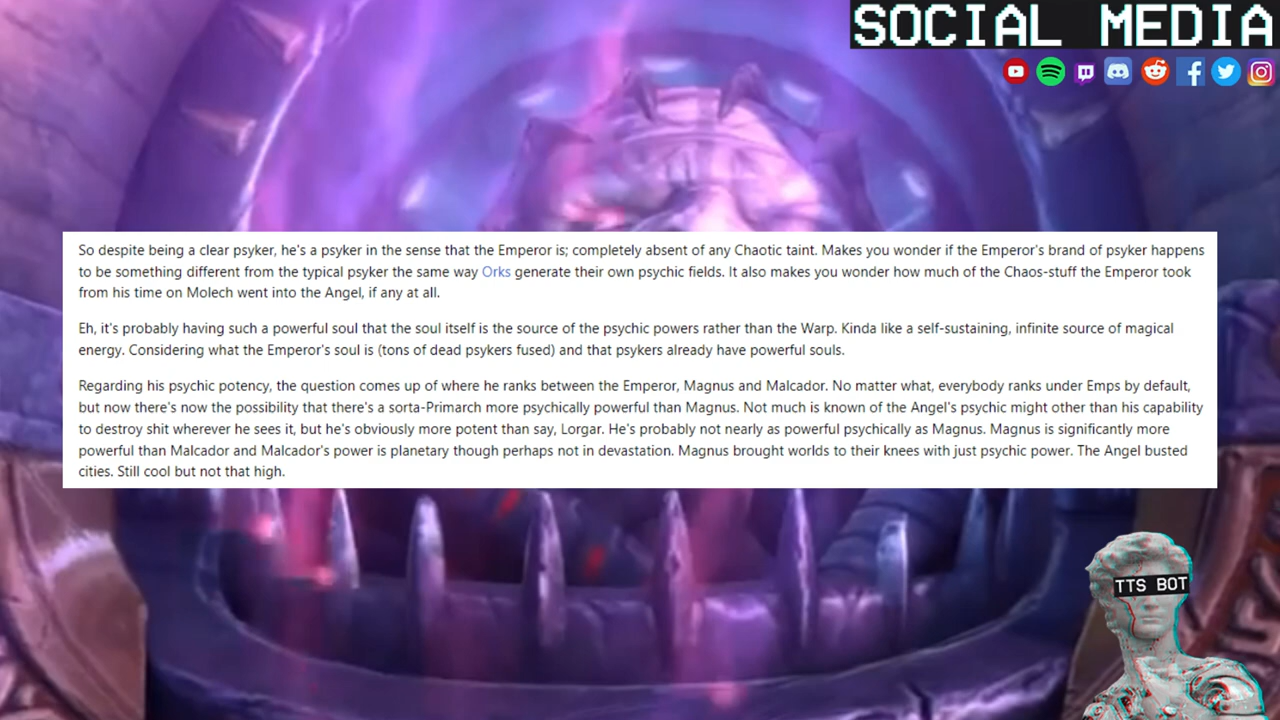 SOCIAL MEDIA
So despite being a clear psyker, he's a psyker in the sense that the Emperor is; completely absent of any Chaotic taint. Makes you wonder if the Emperor's brand of psyker happens
to be something different from the typical psyker the same way Orks generate their own psychic fields. It also makes you wonder how much of the Chaos-stuff the Emperor took
from his time on Molech went into the Angel, if any at all.
Eh, it's probably having such a powerful soul that the soul itself is the source of the psychic powers rather than the Warp. Kinda like a self-sustaining, infinite source of magical
energy. Considering what the Emperor's soul is (tons of dead psykers fused) and that psykers already have powerful souls.
Regarding his psychic potency, the question comes up of where he ranks between the Emperor, Magnus and Malcador. No matter what, everybody ranks under Emps by default,
but now there's now the possibility that there's a sorta-Primarch more psychically powerful than Magnus. Not much is known of the Angel's psychic might other than his capability
to destroy shit wherever he sees it, but he's obviously more potent than say, Lorgar. He's probably not nearly as powerful psychically as Magnus. Magnus is significantly more
powerful than Malcador and Malcador's power is planetary though perhaps not in devastation. Magnus brought worlds to their knees with just psychic power. The Angel busted
cities. Still cool but not that high.
TTS BOT